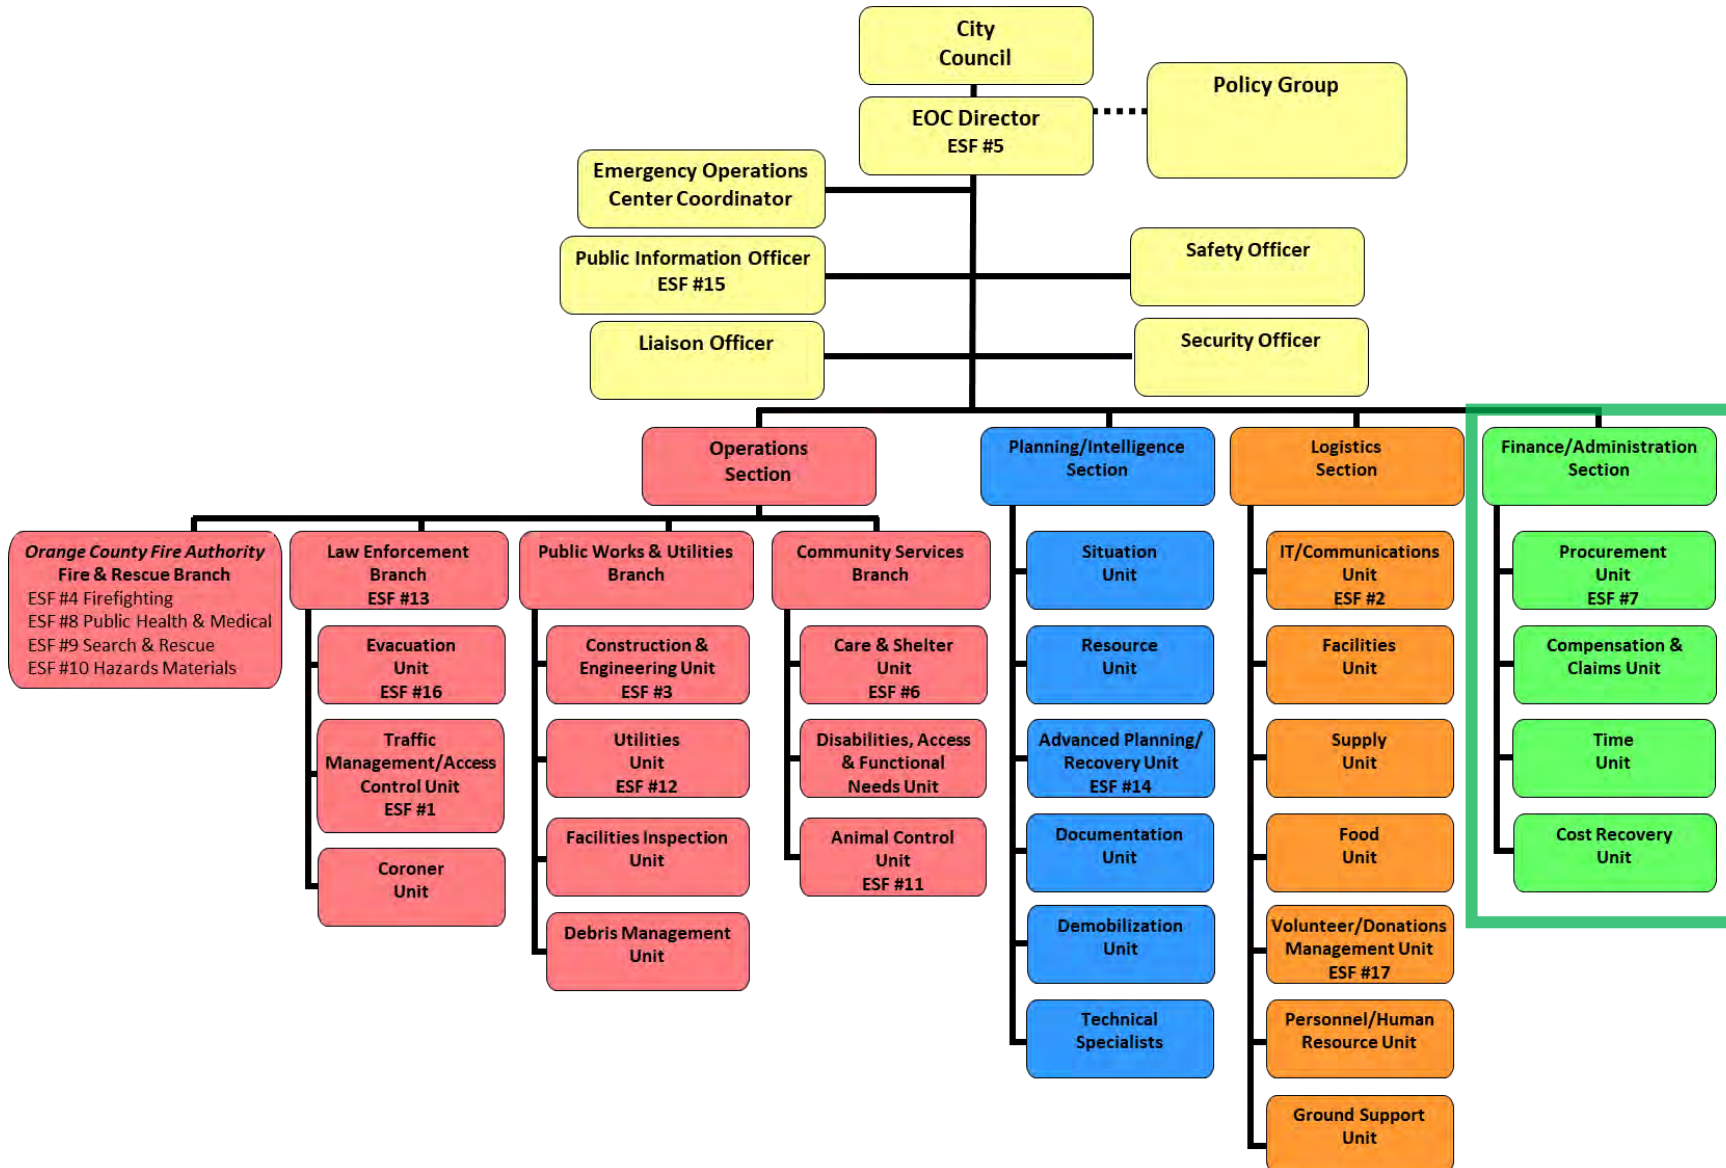 City
Council
EOC Director
ESF #5
Policy Group
Emergency Operations
Center Coordinator
Public Information Officer
ESF #15
Safety Officer
Liaison Officer
Security Officer
Operations
Section
Orange County Fire Authority
Fire & Rescue Branch
ESF #4 Firefighting
ESF #8 Public Health & Medical
ESF #9 Search & Rescue
ESF #10 Hazards Materials
Law Enforcement
Branch
ESF #13
Evacuation
Unit
ESF #16
Traffic
Management/Access
Control Unit
ESF #1
Coroner
Unit
Public Works & Utilities
Branch
Construction &
Engineering Unit
ESF #3
Utilities
Unit
ESF #12
Facilities Inspection
Unit
Debris Management
Unit
Community Services
Branch
Care & Shelter
Unit
ESF #6
Disabilities, Access
& Functional
Needs Unit
Animal Control
Unit
ESF #11
Planning/Intelligence
Section
Situation
Unit
Resource
Unit
Advanced Planning/
Recovery Unit
ESF #14
Documentation
Unit
Demobilization
Unit
Technical
Specialists
Logistics
Section
IT/Communications
Unit
ESF #2
Facilities
Unit
Supply
Unit
Food
Unit
Volunteer/Donations
Management Unit
ESF #17
Personnel/Human
Resource Unit
Ground Support
Unit
Finance/Administration
Section
Procurement
Unit
ESF #7
Compensation &
Claims Unit
Time
Unit
Cost Recovery
Unit